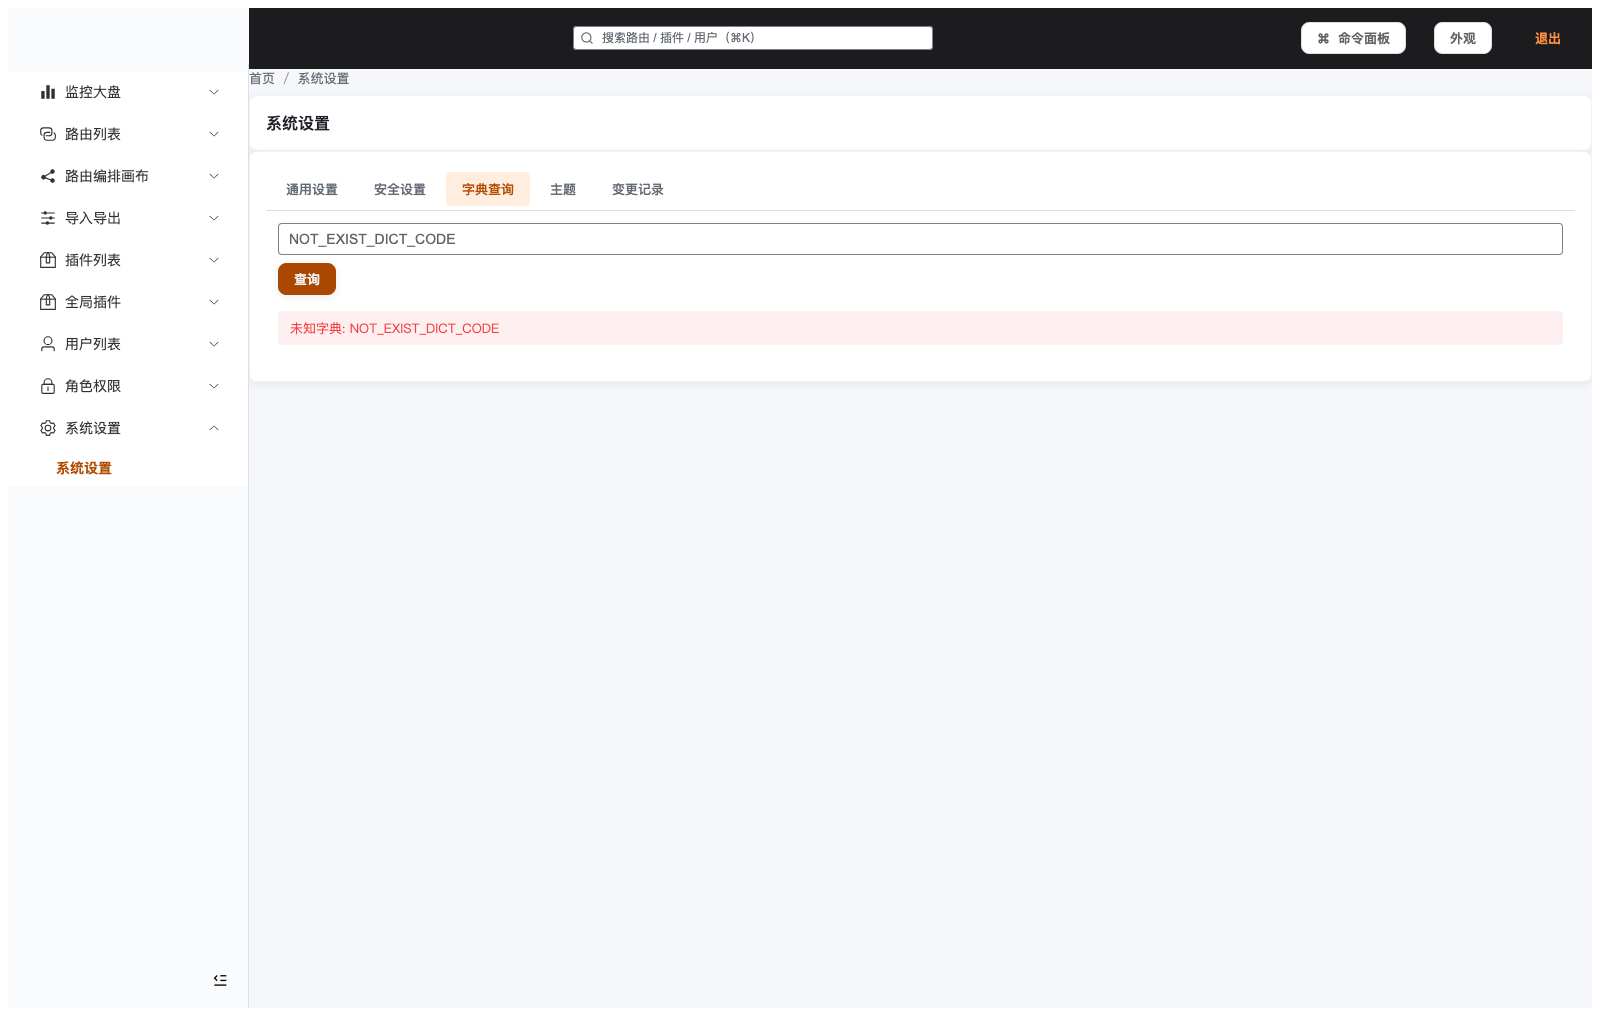 搜索路由 / 插件 / 用户（⌘K）
⌘ 命令面板
外观
退出
监控大盘
路由列表
路由编排画布
导入导出
插件列表
全局插件
用户列表
角色权限
系统设置
系统设置
首页 / 系统设置
系统设置
通用设置 安全设置 字典查询 主题 变更记录
NOT_EXIST_DICT_CODE
查询
未知字典: NOT_EXIST_DICT_CODE